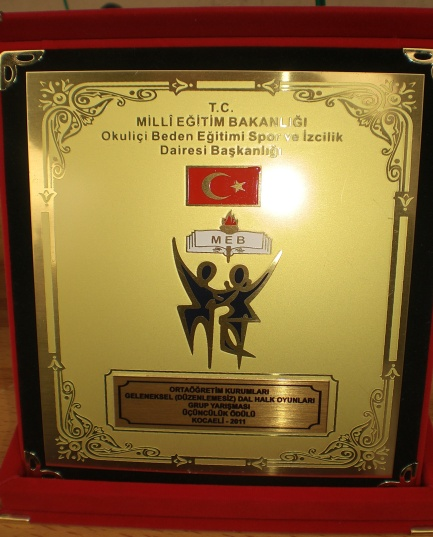 T.C.
MİLLÎ EĞİTİM BAKANLIĞI
Okuliçi Beden Eğitimi Spor ve İzcilik
Dairesi Başkanlığı
MEB
ORTAÖĞRETİM KURUMLARI
GELENEKSEL (DÜZENLEMESİZ) DAL HALK OYUNLARI
GRUP YARIŞMASI
ÜÇÜNCÜLÜK ÖDÜLÜ
KOCAELİ - 2011